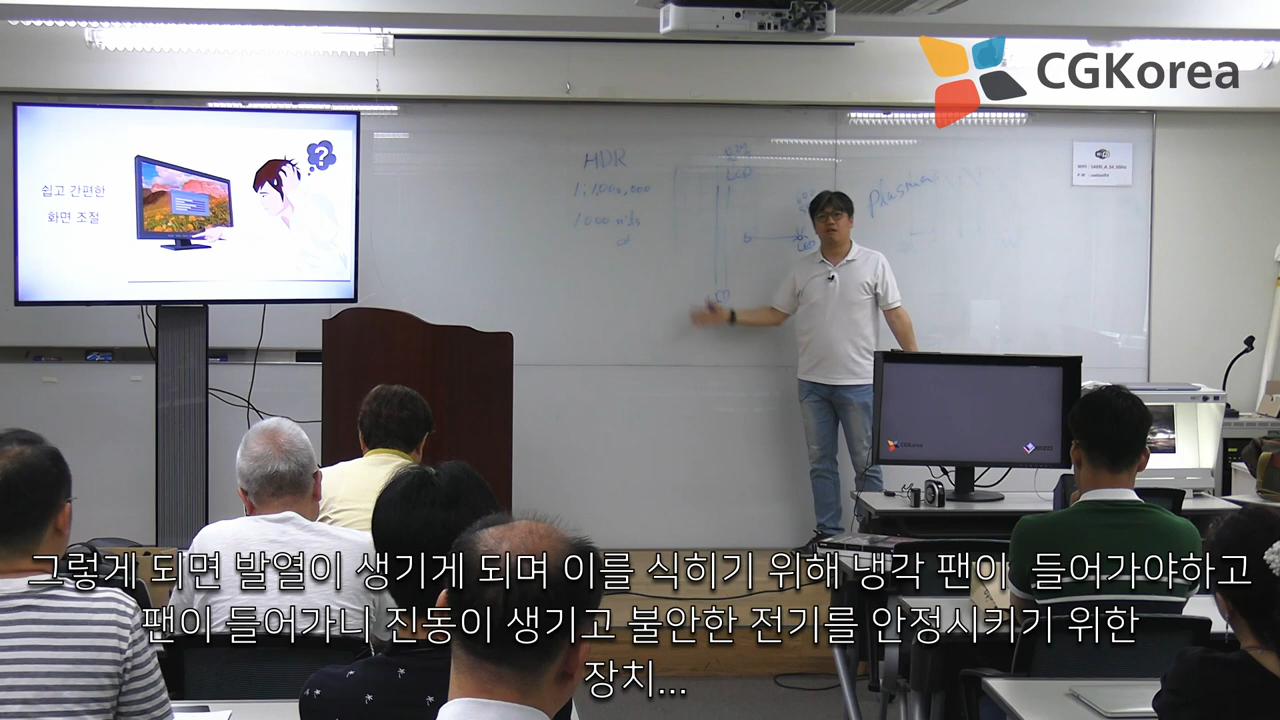 CGKorea
쉽고 간편한
화면 조절
?
HDR
1:1,000,000
1000 nits
LCD
Plasma
LED
CGKorea
그렇게 되면 발열이 생기게 되며 이를 식히기 위해 냉각 팬이 들어가야하고
팬이 들어가니 진동이 생기고 불안한 전기를 안정시키기 위한
장치...